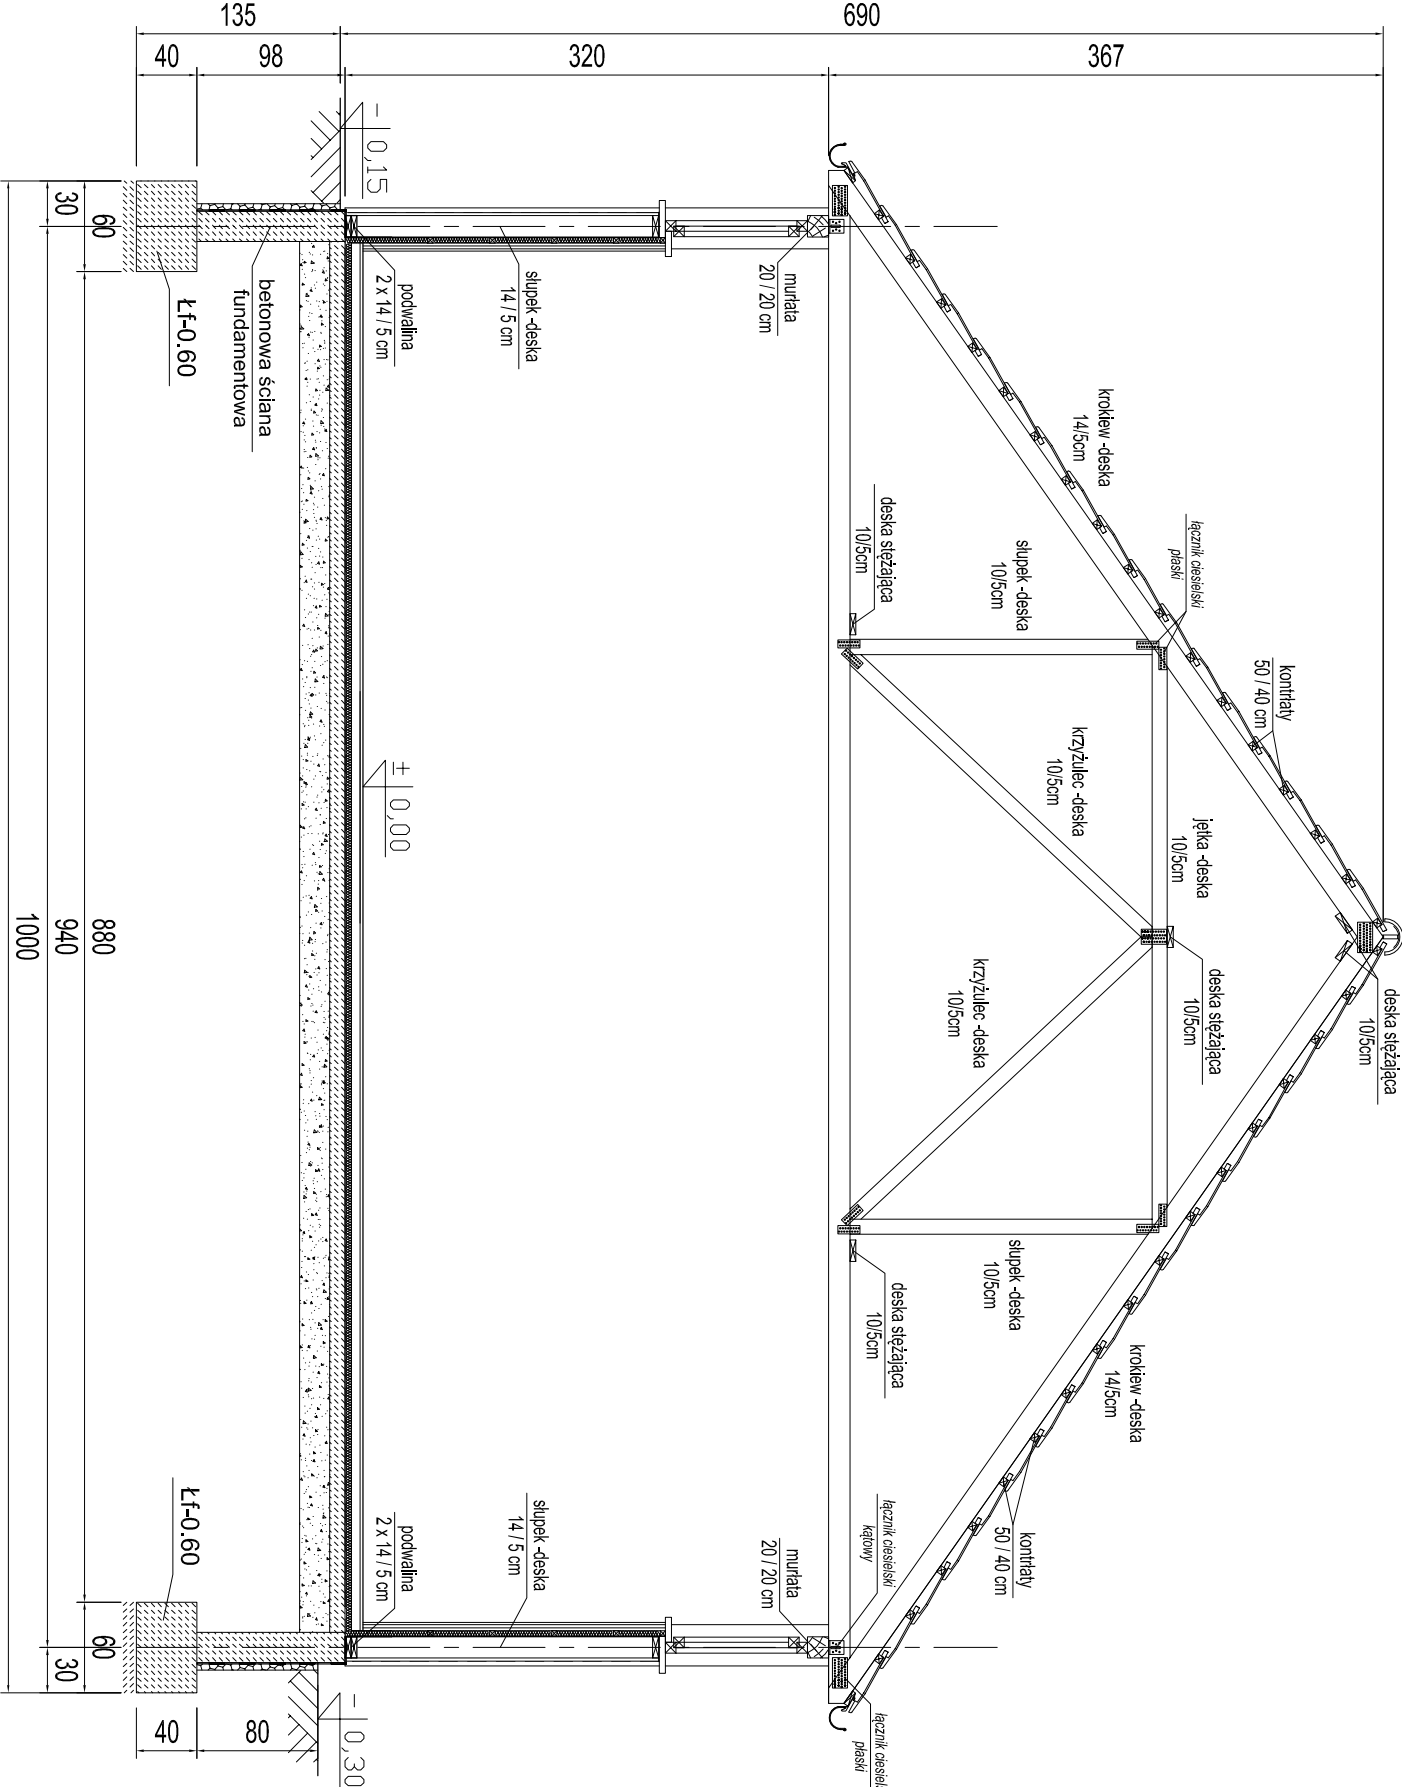 deska stężająca
10/5cm
kontrłaty
50 / 40 cm
deska stężająca
10/5cm
łącznik ciesielski
płaski
jętka -deska
10/5cm
krokiew -deska
14/5cm
krokiew -deska
14/5cm
krzyżulec -deska
10/5cm
krzyżulec -deska
10/5cm
słupek -deska
10/5cm
słupek -deska
10/5cm
kontrłaty
50 / 40 cm
deska stężająca
10/5cm
deska stężająca
10/5cm
łącznik ciesielski
kątowy
płaski
murłata
20 / 20 cm
murłata
20 / 20 cm
słupek -deska
14 / 5 cm
słupek -deska
14 / 5 cm
podwalina
2 x 14 / 5 cm
podwalina
2 x 14 / 5 cm
± 0,00
- 0,15
- 0,30
betonowa ściana
fundamentowa
Łf-0.60
Łf-0.60
690
135
367
320
98
40
80
40
60
880
60
30
940
30
1000